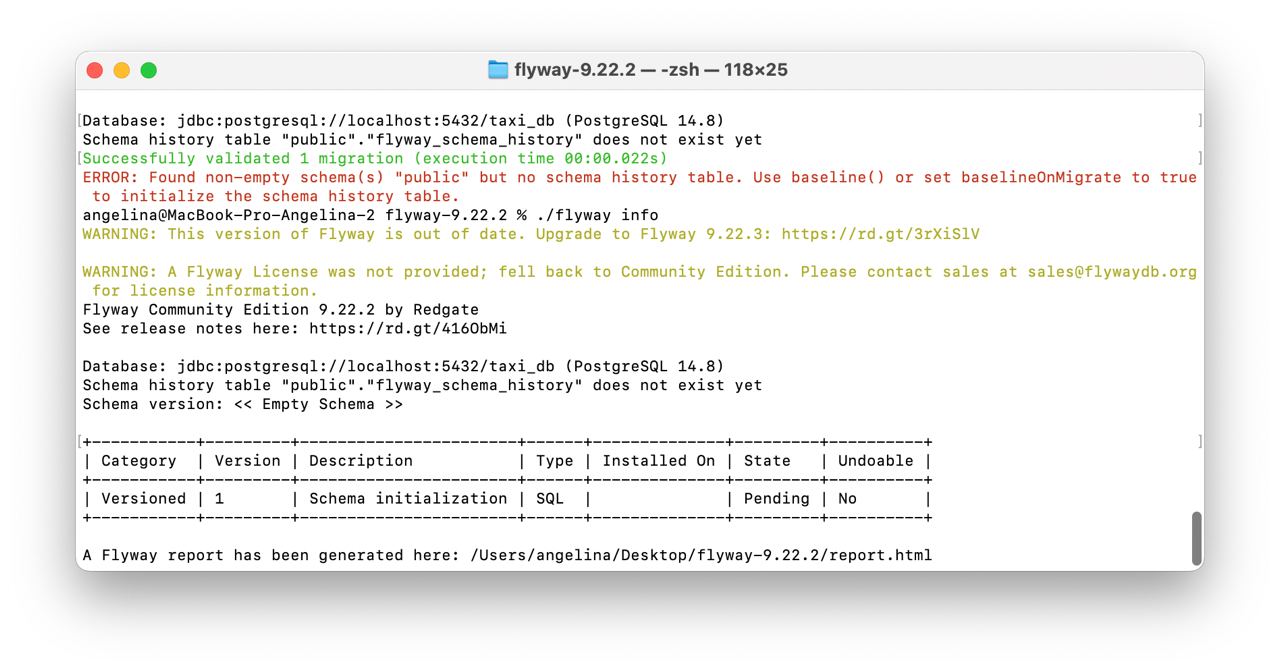 flyway-9.22.2 — -zsh — 118×25
Database: jdbc:postgresql://localhost:5432/taxi_db (PostgreSQL 14.8)
Schema history table "public"."flyway_schema_history" does not exist yet
Successfully validated 1 migration (execution time 00:00.022s)
ERROR: Found non-empty schema(s) "public" but no schema history table. Use baseline() or set baselineOnMigrate to true
 to initialize the schema history table.
angelina@MacBook-Pro-Angelina-2 flyway-9.22.2 % ./flyway info
WARNING: This version of Flyway is out of date. Upgrade to Flyway 9.22.3: https://rd.gt/3rXiSlV
WARNING: A Flyway License was not provided; fell back to Community Edition. Please contact sales at sales@flywaydb.org
 for license information.
Flyway Community Edition 9.22.2 by Redgate
See release notes here: https://rd.gt/416ObMi
Database: jdbc:postgresql://localhost:5432/taxi_db (PostgreSQL 14.8)
Schema history table "public"."flyway_schema_history" does not exist yet
Schema version: << Empty Schema >>
+-----------+---------+-----------------------+------+--------------+---------+----------+
| Category  | Version | Description           | Type | Installed On | State   | Undoable |
+-----------+---------+-----------------------+------+--------------+---------+----------+
| Versioned | 1       | Schema initialization | SQL  |              | Pending | No       |
+-----------+---------+-----------------------+------+--------------+---------+----------+
A Flyway report has been generated here: /Users/angelina/Desktop/flyway-9.22.2/report.html